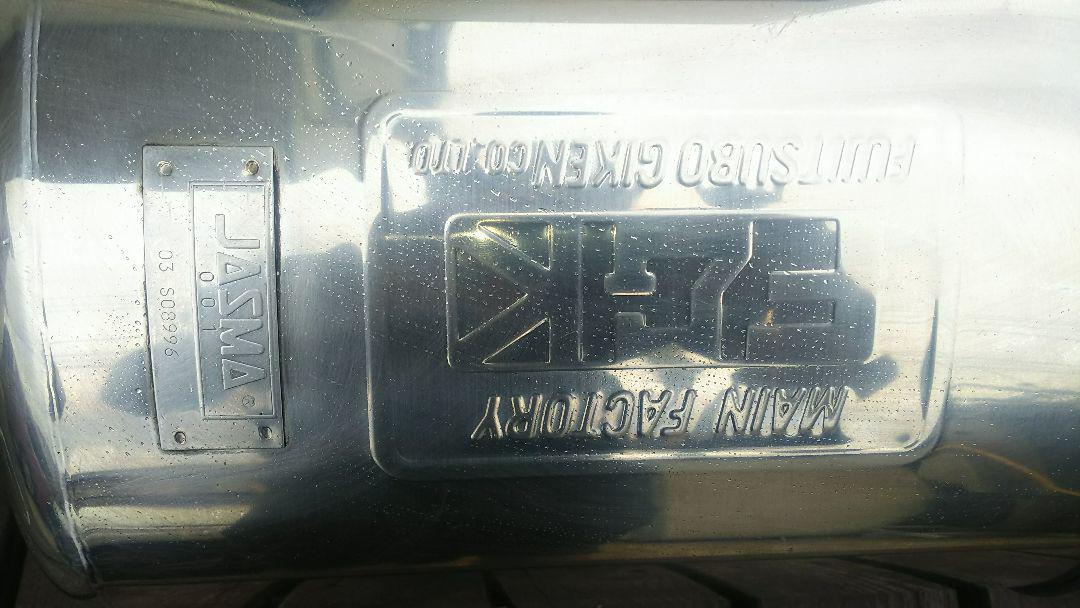 JASMA®
001
03 S08996
FUJITSUBO GIKEN CO.,LTD.
FGK
MAIN FACTORY